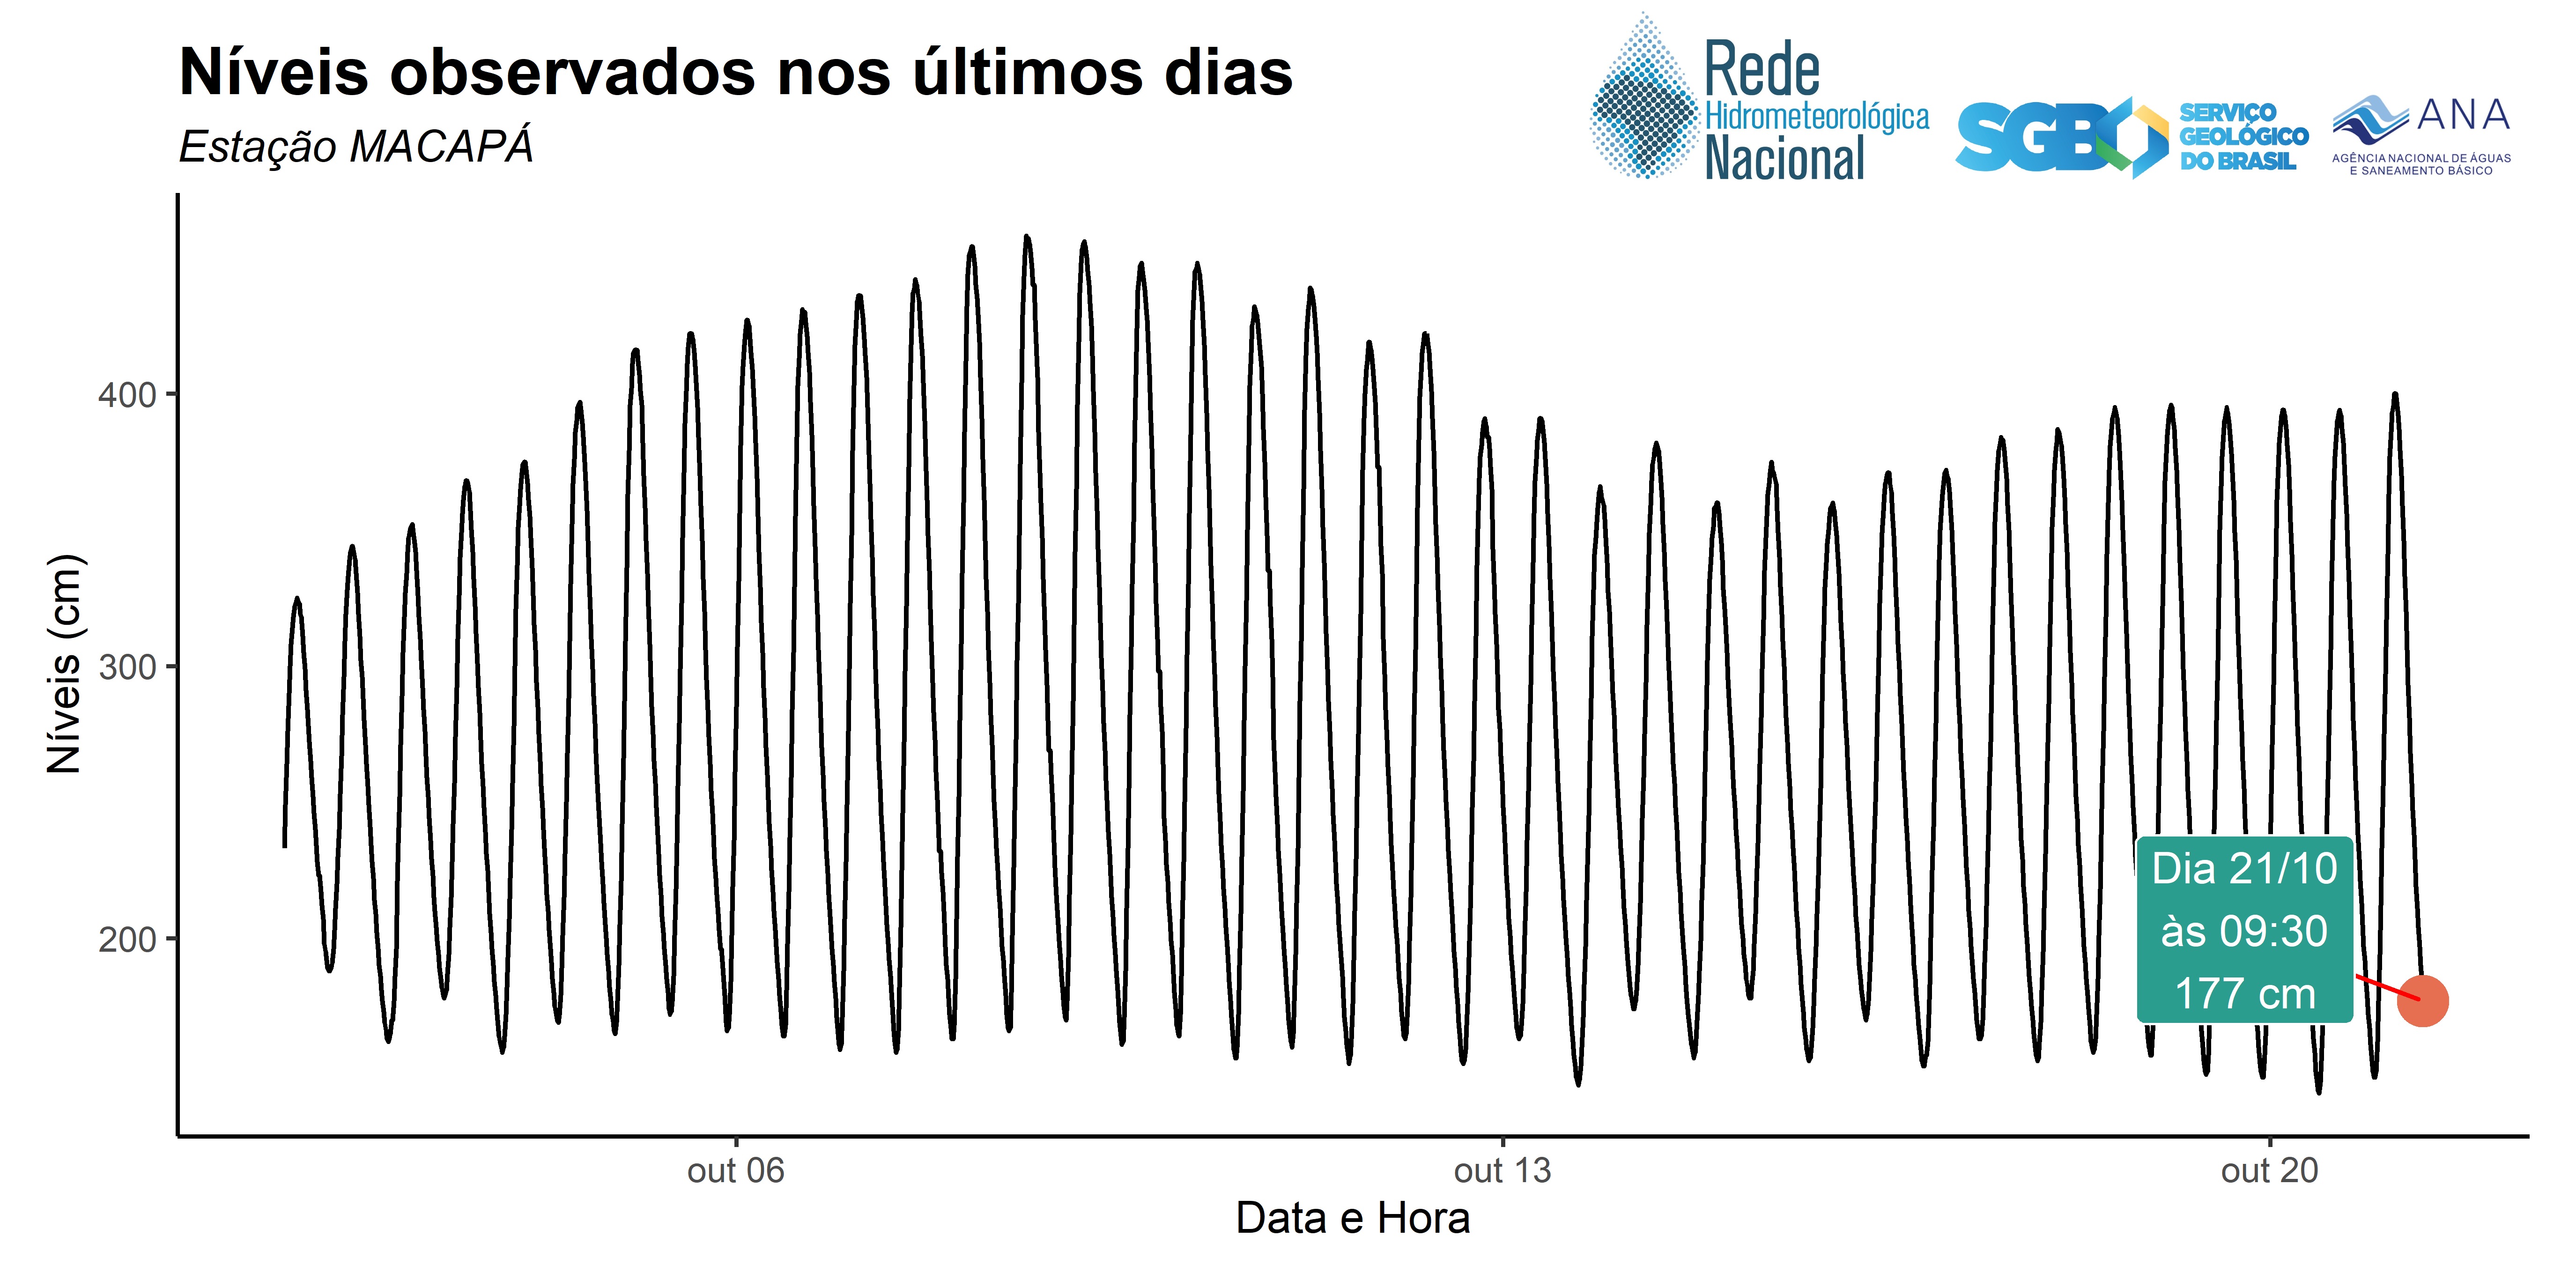 Níveis observados nos últimos dias
Estação MACAPÁ
Rede
Hidrometeorológica
Nacional
SGB
SERVIÇO
GEOLÓGICO
DO BRASIL
ANA
AGÊNCIA NACIONAL DE ÁGUAS
E SANEAMENTO BÁSICO
Níveis (cm)
400
300
200
Dia 21/10
às 09:30
177 cm
out 06
out 13
out 20
Data e Hora